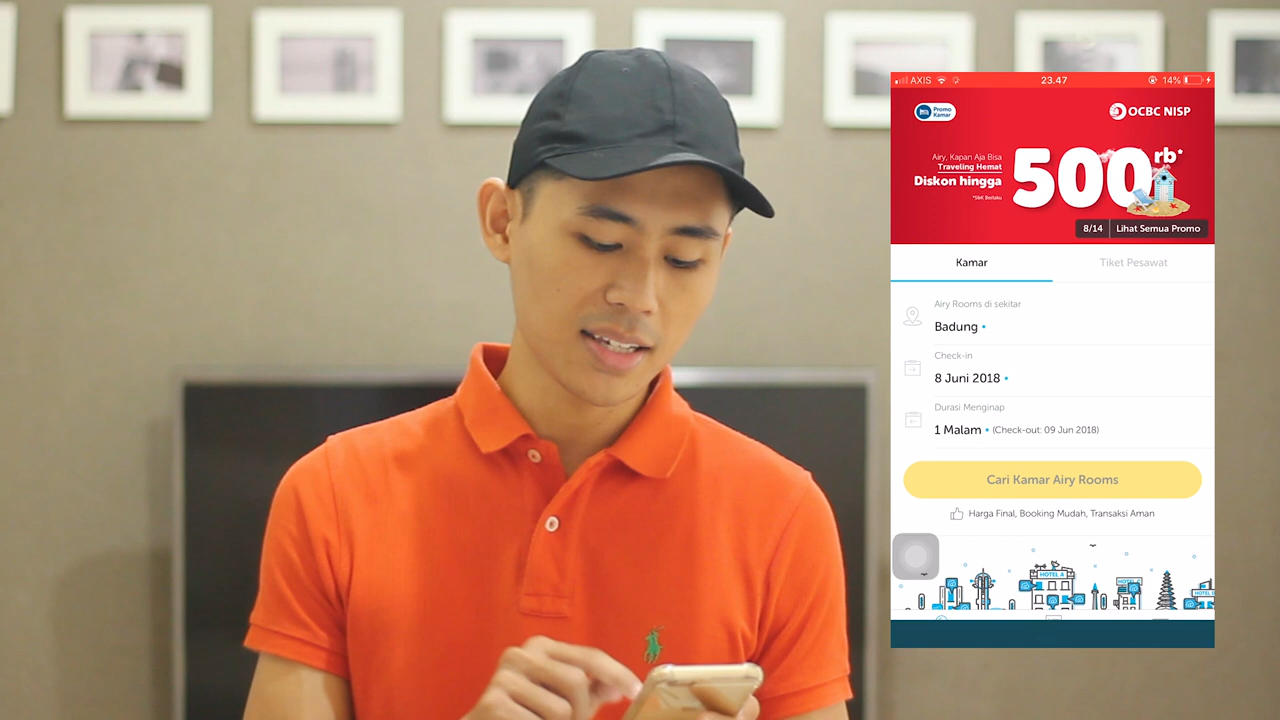 AXIS
23.47
14%
Promo
Kamar
OCBC NISP
Airy, Kapan Aja Bisa
Traveling Hemat
Diskon hingga
500rb*
*S&K Berlaku
8/14 Lihat Semua Promo
Kamar
Tiket Pesawat
Airy Rooms di sekitar
Badung
Check-in
8 Juni 2018
Durasi Menginap
1 Malam • (Check-out: 09 Jun 2018)
Cari Kamar Airy Rooms
Harga Final, Booking Mudah, Transaksi Aman
HOTEL A
HOTEL
HOTEL